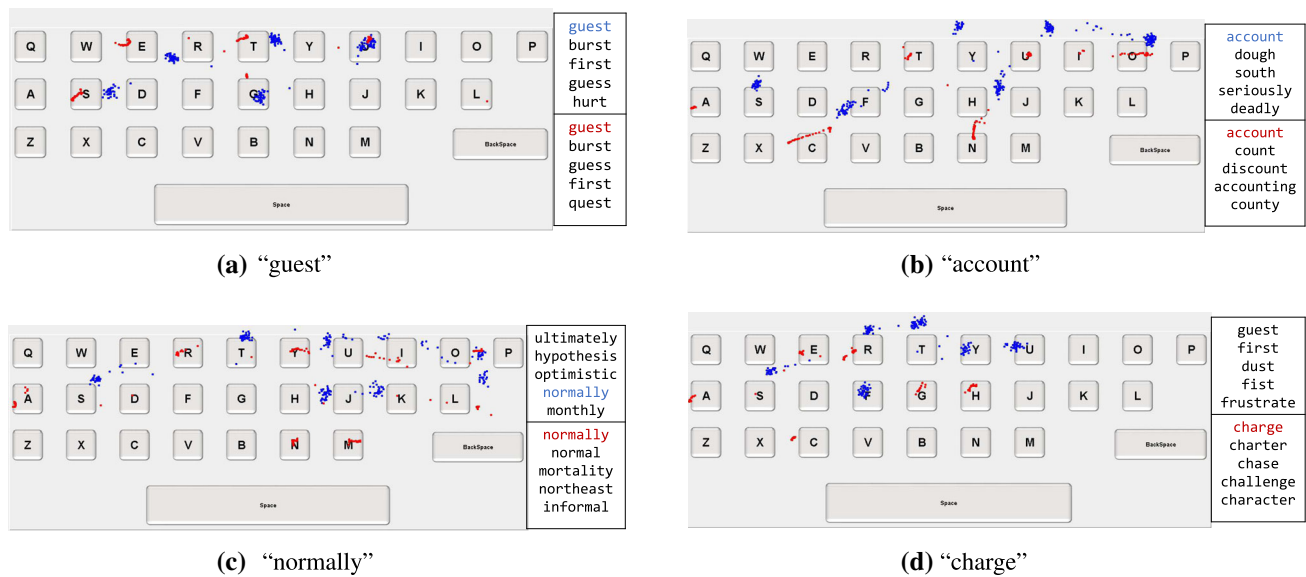 Q W E R T Y U I O P
A S D F G H J K L
Z X C V B N M BackSpace
Space
guest
burst
first
guess
hurt
guest
burst
guess
first
quest
(a) “guest”
Q W E R T Y U I O P
A S D F G H J K L
Z X C V B N M BackSpace
Space
account
dough
south
seriously
deadly
account
count
discount
accounting
county
(b) “account”
Q W E R T Y U I O P
A S D F G H J K L
Z X C V B N M BackSpace
Space
ultimately
hypothesis
optimistic
normally
monthly
normally
normal
mortality
northeast
informal
(c) “normally”
Q W E R T Y U I O P
A S D F G H J K L
Z X C V B N M BackSpace
Space
guest
first
dust
fist
frustrate
charge
charter
chase
challenge
character
(d) “charge”